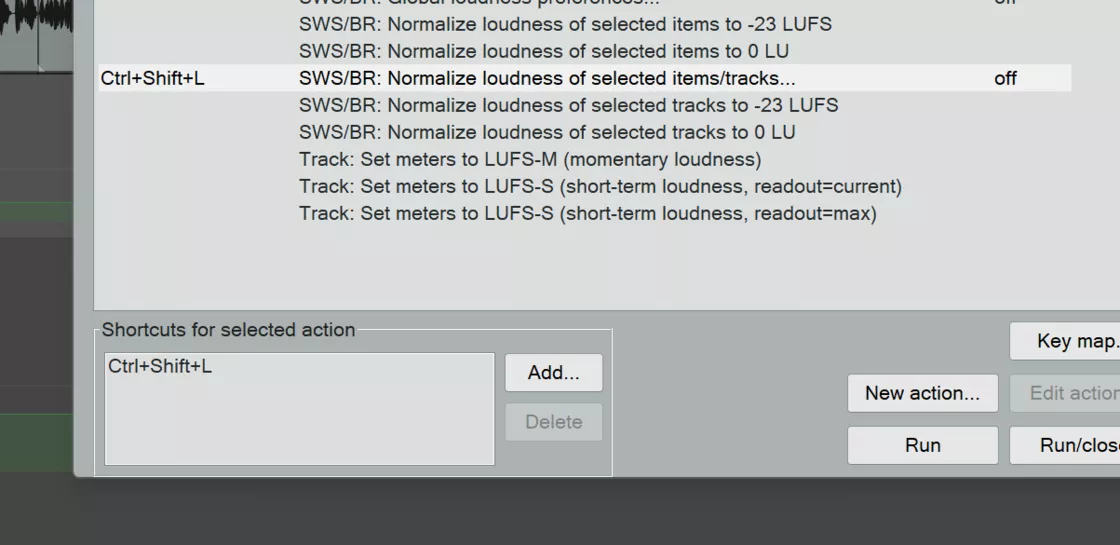 SWS/BR: Global loudness preferences... off
SWS/BR: Normalize loudness of selected items to -23 LUFS
SWS/BR: Normalize loudness of selected items to 0 LU
Ctrl+Shift+L SWS/BR: Normalize loudness of selected items/tracks... off
SWS/BR: Normalize loudness of selected tracks to -23 LUFS
SWS/BR: Normalize loudness of selected tracks to 0 LU
Track: Set meters to LUFS-M (momentary loudness)
Track: Set meters to LUFS-S (short-term loudness, readout=current)
Track: Set meters to LUFS-S (short-term loudness, readout=max)
Shortcuts for selected action
Ctrl+Shift+L
Add...
Delete
Key map.
New action...
Edit action
Run
Run/clos